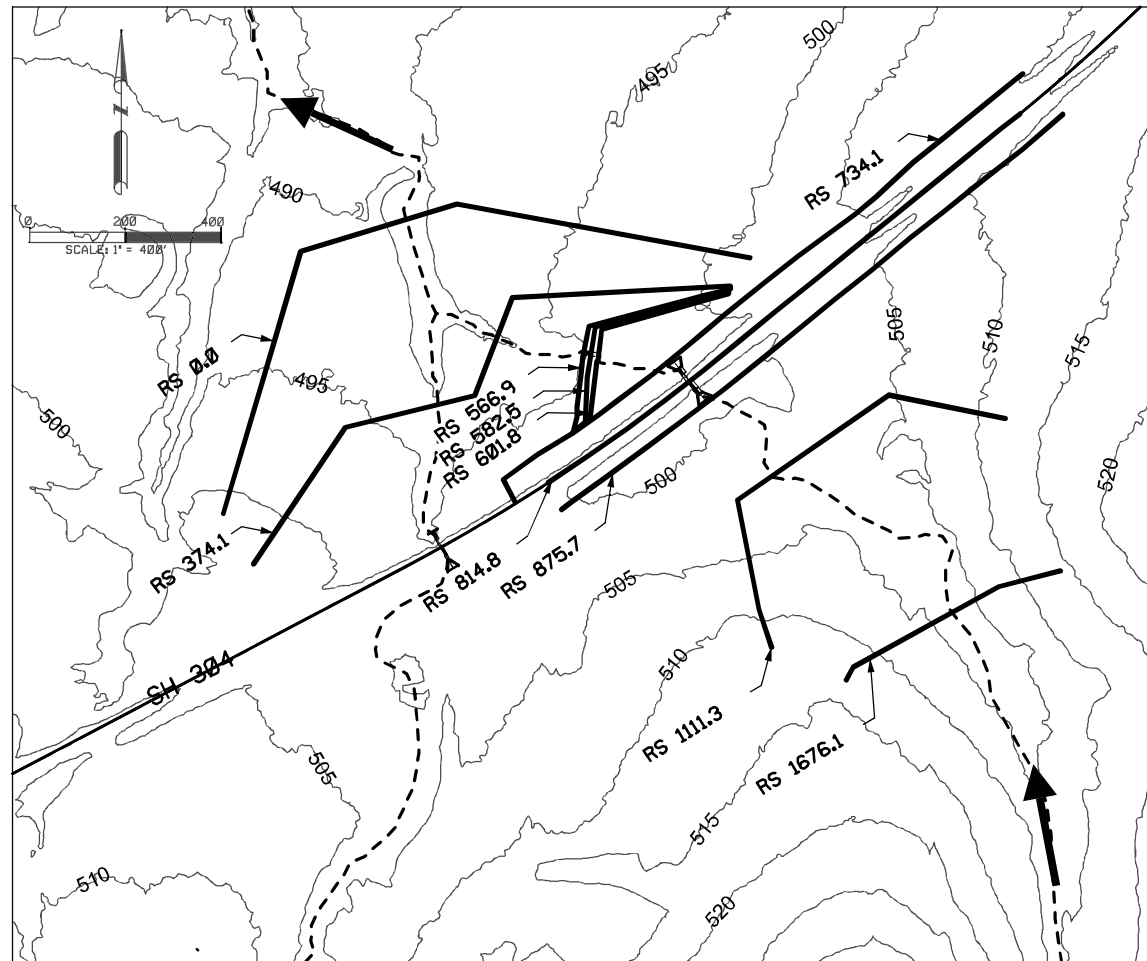 500
495
0 200 400
SCALE: 1" = 400'
490
RS 734.1
505
510
515
RS 0.0
495
500
RS 566.9
RS 582.5
RS 601.8
500
520
RS 374.1
RS 814.8
RS 875.7
505
510
SH 304
RS 1111.3
RS 1676.1
505
515
510
520